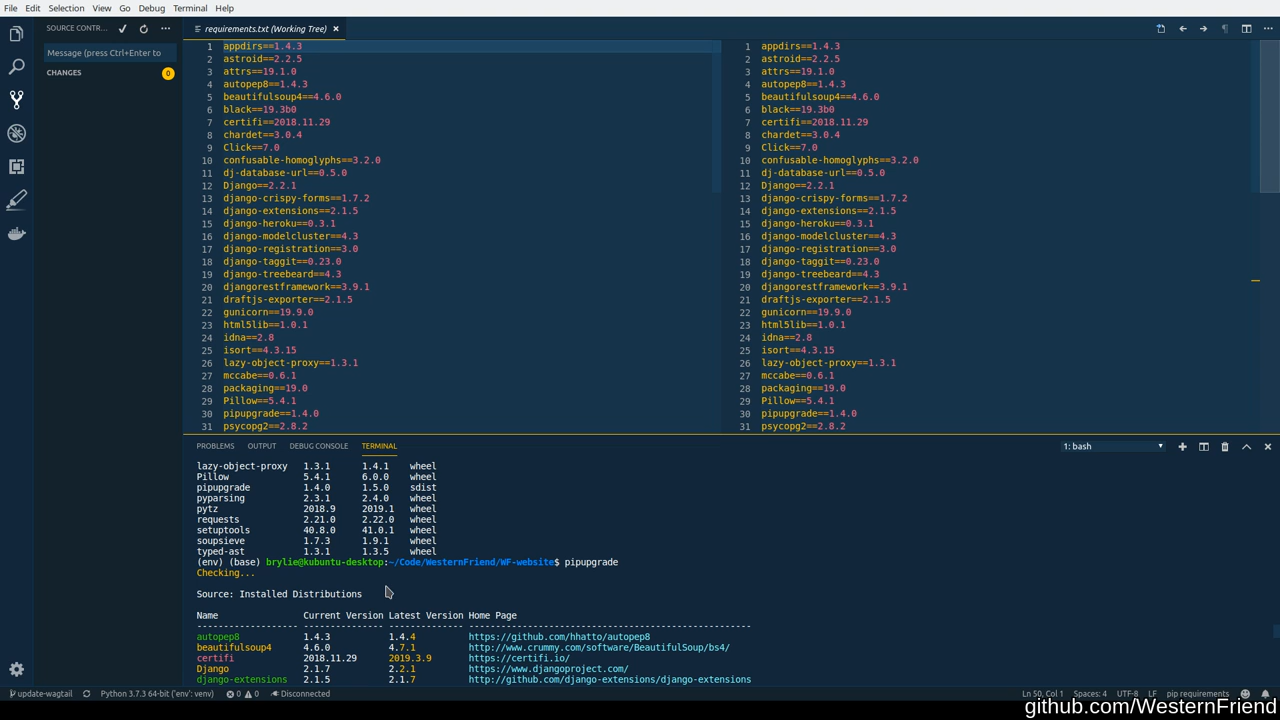 File Edit Selection View Go Debug Terminal Help
SOURCE CONTR... requirements.txt (Working Tree)
Message (press Ctrl+Enter to
CHANGES 0
1 appdirs==1.4.3 1 appdirs==1.4.3
2 astroid==2.2.5 2 astroid==2.2.5
3 attrs==19.1.0 3 attrs==19.1.0
4 autopep8==1.4.3 4 autopep8==1.4.3
5 beautifulsoup4==4.6.0 5 beautifulsoup4==4.6.0
6 black==19.3b0 6 black==19.3b0
7 certifi==2018.11.29 7 certifi==2018.11.29
8 chardet==3.0.4 8 chardet==3.0.4
9 Click==7.0 9 Click==7.0
10 confusable-homoglyphs==3.2.0 10 confusable-homoglyphs==3.2.0
11 dj-database-url==0.5.0 11 dj-database-url==0.5.0
12 Django==2.2.1 12 Django==2.2.1
13 django-crispy-forms==1.7.2 13 django-crispy-forms==1.7.2
14 django-extensions==2.1.5 14 django-extensions==2.1.5
15 django-heroku==0.3.1 15 django-heroku==0.3.1
16 django-modelcluster==4.3 16 django-modelcluster==4.3
17 django-registration==3.0 17 django-registration==3.0
18 django-taggit==0.23.0 18 django-taggit==0.23.0
19 django-treebeard==4.3 19 django-treebeard==4.3
20 djangorestframework==3.9.1 20 djangorestframework==3.9.1
21 draftjs-exporter==2.1.5 21 draftjs-exporter==2.1.5
22 gunicorn==19.9.0 22 gunicorn==19.9.0
23 html5lib==1.0.1 23 html5lib==1.0.1
24 idna==2.8 24 idna==2.8
25 isort==4.3.15 25 isort==4.3.15
26 lazy-object-proxy==1.3.1 26 lazy-object-proxy==1.3.1
27 mccabe==0.6.1 27 mccabe==0.6.1
28 packaging==19.0 28 packaging==19.0
29 Pillow==5.4.1 29 Pillow==5.4.1
30 pipupgrade==1.4.0 30 pipupgrade==1.4.0
31 psycopg2==2.8.2 31 psycopg2==2.8.2
PROBLEMS OUTPUT DEBUG CONSOLE TERMINAL 1: bash
lazy-object-proxy 1.3.1 1.4.1 wheel
Pillow 5.4.1 6.0.0 wheel
pipupgrade 1.4.0 1.5.0 sdist
pyparsing 2.3.1 2.4.0 wheel
pytz 2018.9 2019.1 wheel
requests 2.21.0 2.22.0 wheel
setuptools 40.8.0 41.0.1 wheel
soupsieve 1.7.3 1.9.1 wheel
typed-ast 1.3.1 1.3.5 wheel
(env) (base) brylie@kubuntu-desktop:~/Code/WesternFriend/WF-website$ pipupgrade
Checking...
Source: Installed Distributions
Name Current Version Latest Version Home Page
autopep8 1.4.3 1.4.4 https://github.com/hhatto/autopep8
beautifulsoup4 4.6.0 4.7.1 http://www.crummy.com/software/BeautifulSoup/bs4/
certifi 2018.11.29 2019.3.9 https://certifi.io/
Django 2.1.7 2.2.1 https://www.djangoproject.com/
django-extensions 2.1.5 2.1.7 http://github.com/django-extensions/django-extensions
update-wagtail Python 3.7.3 64-bit ('env': venv) 0 0 Disconnected Ln 50, Col 1 Spaces: 4 UTF-8 LF pip requirements
github.com/WesternFriend